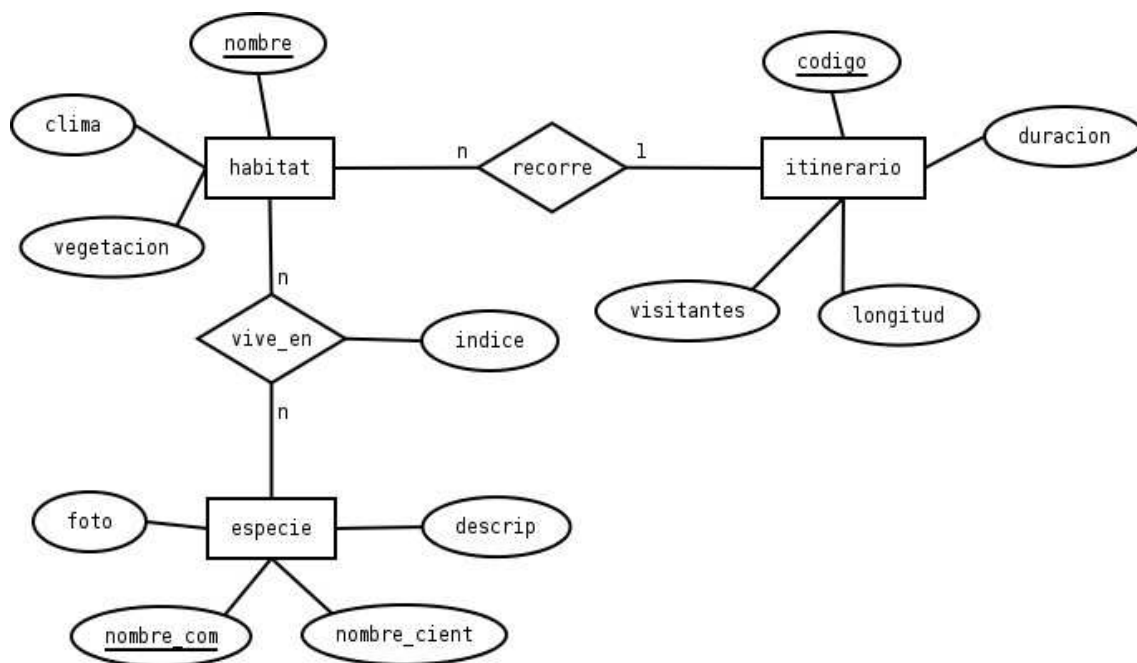 nombre
codigo
clima
duracion
habitat
n
recorre
1
itinerario
vegetacion
n
visitantes
longitud
vive_en
indice
n
foto
especie
descrip
nombre_com
nombre_cient